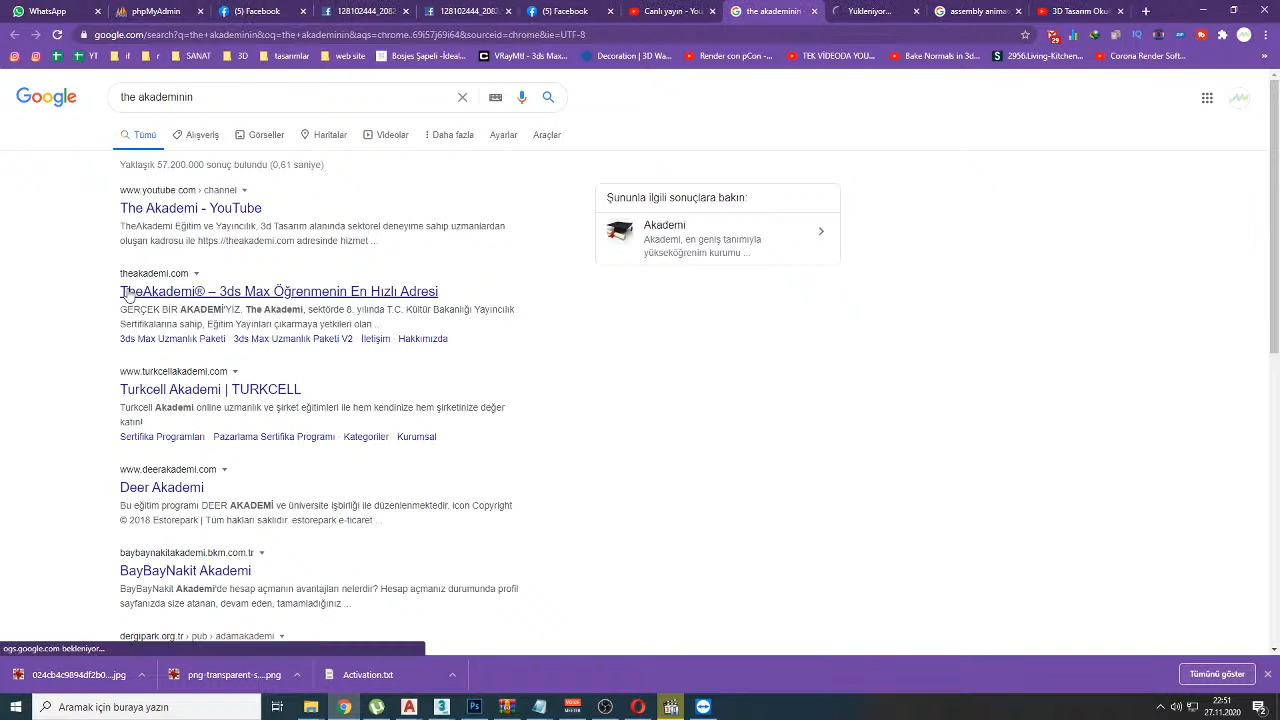 WhatsApp
phpMyAdmin
(5) Facebook
128102444_2082
128102444_2082
(5) Facebook
Canlı yayın - You
the akademinin
Yükleniyor...
assembly animat
3D Tasarım Oku
google.com/search?q=the+akademinin&oq=the+akademinin&aqs=chrome..69i57j69i64&sourceid=chrome&ie=UTF-8
if
r
YT
SANAT
3D
tasarımlar
web site
Bosjes Şapeli -İdeal...
VRayMtl - 3ds Max...
Decoration | 3D Wa...
Render con pPM - c...
TEK VİDEODA YOU...
Bake Normals in 3d...
2956.Living-Kitchen...
Corona Render Soft...
Google
the akademinin
Tümü
Alışveriş
Görseller
Haritalar
Videolar
Daha fazla
Ayarlar
Araçlar
Yaklaşık 57.200.000 sonuç bulundu (0,61 saniye)
www.youtube.com › channel
The Akademi - YouTube
TheAkademi Eğitim ve Yayıncılık, 3d Tasarım alanında sektorel deneyime sahip uzmanlardan
oluşan kadrosu ile https://theakademi.com adresinde hizmet ...
Şununla ilgili sonuçlara bakın:
Akademi
Akademi, en geniş tanımıyla
yükseköğrenim kurumu ...
theakademi.com
TheAkademi® – 3ds Max Öğrenmenin En Hızlı Adresi
GERÇEK BİR AKADEMİ'YİZ. The Akademi, sektörde 8. yılında T.C. Kültür Bakanlığı Yayıncılık
Sertifikalarına sahip, Eğitim Yayınları çıkarmaya yetkileri olan ...
3ds Max Uzmanlık Paketi · 3ds Max Uzmanlık Paketi V2 · İletişim · Hakkımızda
www.turkcellakademi.com
Turkcell Akademi | TURKCELL
Turkcell Akademi online uzmanlık ve şirket eğitimleri ile hem kendinize hem şirketinize değer
katın!
Sertifika Programları · Pazarlama Sertifika Programı · Kategoriler · Kurumsal
www.deerakademi.com
Deer Akademi
Bu eğitim programı DEER AKADEMİ ve üniversite işbirliği ile düzenlenmektedir. icon Copyright
© 2018 Estorepark | Tüm hakları saklıdır. estorepark e-ticaret ...
baybaynakitakademi.bkm.com.tr
BayBayNakit Akademi
BayBayNakit Akademi'de hesap açmanın avantajları nelerdir? Hesap açmanız durumunda profil
sayfanızda size atanan, devam eden, tamamladığınız ...
dergipark.org.tr › pub › adamakademi
ogs.google.com bekleniyor...
024cb4c9894df2b0....jpg
png-transparent-s....png
Activation.txt
Tümünü göster
Aramak için buraya yazın
22:51
27.11.2020